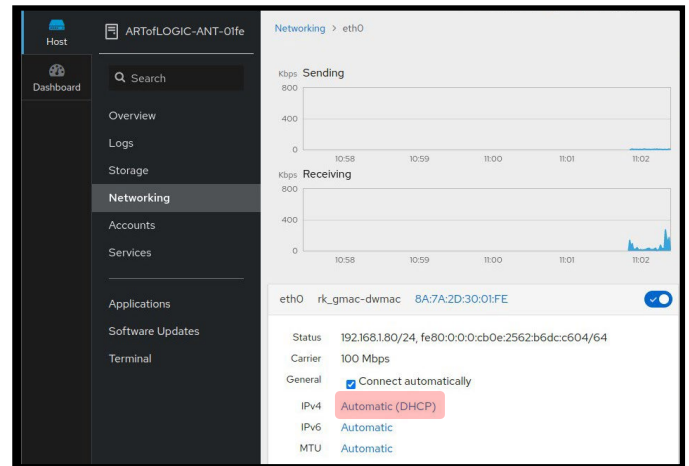 Host
Dashboard
ARTofLOGIC-ANT-01fe
Search
Overview
Logs
Storage
Networking
Accounts
Services
Applications
Software Updates
Terminal
Networking > eth0
Kbps Sending
800
400
0
10:58 10:59 11:00 11:01 11:02
Kbps Receiving
800
400
0
10:58 10:59 11:00 11:01 11:02
eth0 rk_gmac-dwmac 8A:7A:2D:30:01:FE
Status 192.168.1.80/24, fe80:0:0:0:cb0e:2562:b6dc:c604/64
Carrier 100 Mbps
General Connect automatically
IPv4 Automatic (DHCP)
IPv6 Automatic
MTU Automatic